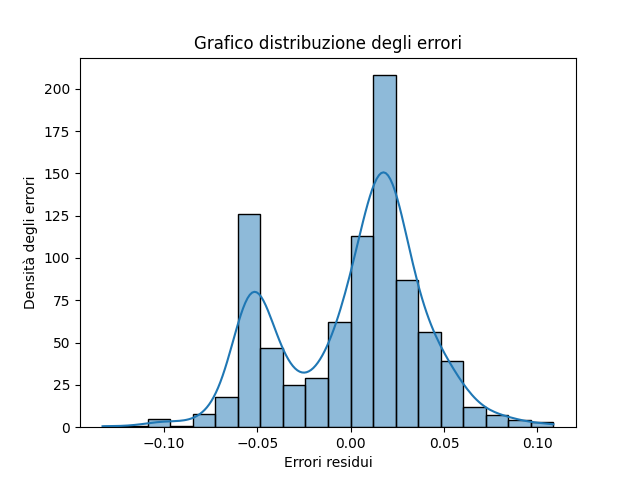 Grafico distribuzione degli errori
200
175
150
125
100
75
50
25
0
Densità degli errori
−0.10 −0.05 0.00 0.05 0.10
Errori residui